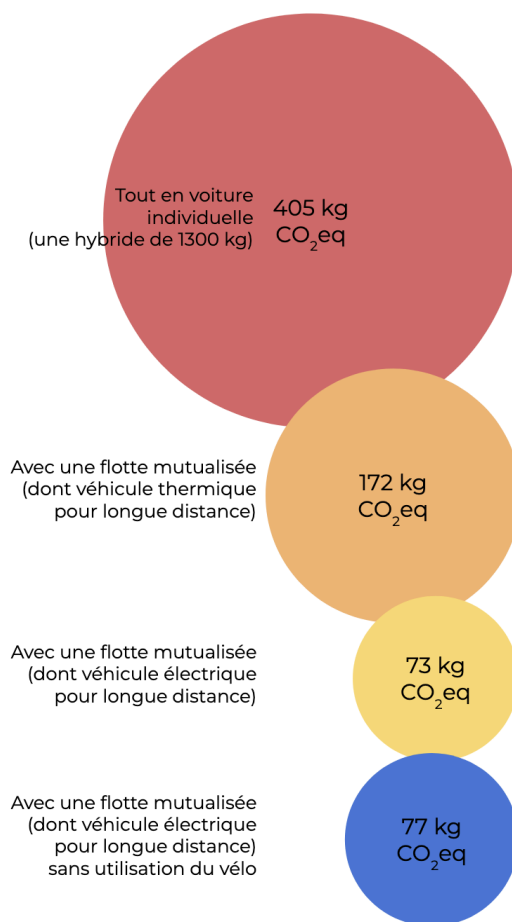 Tout en voiture
individuelle
(une hybride de 1300 kg)
405 kg
CO₂eq
Avec une flotte mutualisée
(dont véhicule thermique
pour longue distance)
172 kg
CO₂eq
Avec une flotte mutualisée
(dont véhicule électrique
pour longue distance)
73 kg
CO₂eq
Avec une flotte mutualisée
(dont véhicule électrique
pour longue distance)
sans utilisation du vélo
77 kg
CO₂eq